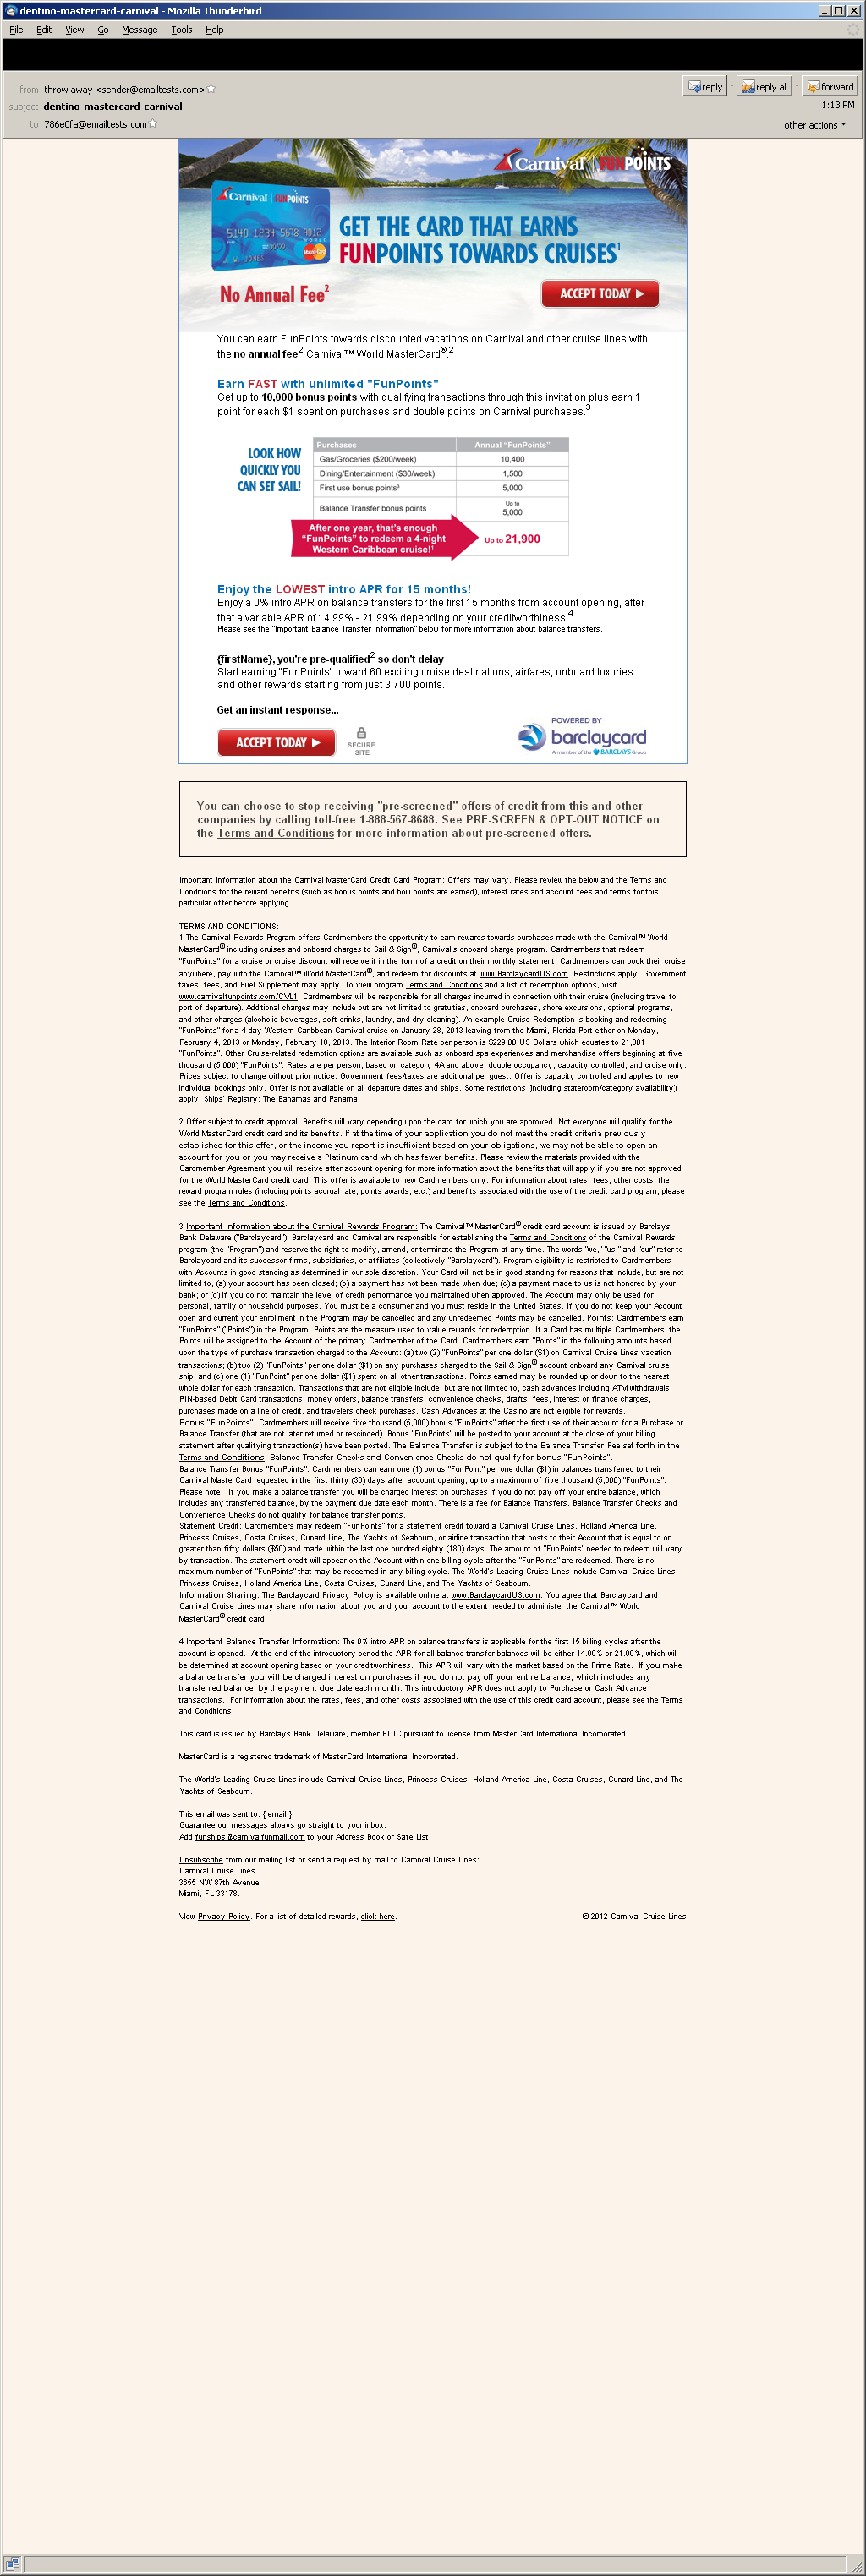 dentino-mastercard-carnival - Mozilla Thunderbird
File Edit View Go Message Tools Help
from throw away <sender@emailtests.com>
reply reply all forward
subject dentino-mastercard-carnival
1:13 PM
to 786e0fa@emailtests.com
other actions
Carnival FUNPOINTS
Carnival FUNPOINTS
5140 1234 5678 9012
WORLD
J. W. JONES
MasterCard
GET THE CARD THAT EARNS
FUNPOINTS TOWARDS CRUISES1
No Annual Fee2
ACCEPT TODAY
You can earn FunPoints towards discounted vacations on Carnival and other cruise lines with
the no annual fee2 Carnival™ World MasterCard®.2
Earn FAST with unlimited "FunPoints"
Get up to 10,000 bonus points with qualifying transactions through this invitation plus earn 1
point for each $1 spent on purchases and double points on Carnival purchases.3
LOOK HOW
QUICKLY YOU
CAN SET SAIL!
Purchases Annual "FunPoints"
Gas/Groceries ($200/week) 10,400
Dining/Entertainment ($30/week) 1,500
First use bonus points3 5,000
Balance Transfer bonus points Up to 5,000
After one year, that's enough
"FunPoints" to redeem a 4-night
Western Caribbean cruise!1
Up to 21,900
Enjoy the LOWEST intro APR for 15 months!
Enjoy a 0% intro APR on balance transfers for the first 15 months from account opening, after
that a variable APR of 14.99% - 21.99% depending on your creditworthiness.4
Please see the "Important Balance Transfer Information" below for more information about balance transfers.
{firstName}, you're pre-qualified2 so don't delay
Start earning "FunPoints" toward 60 exciting cruise destinations, airfares, onboard luxuries
and other rewards starting from just 3,700 points.
Get an instant response...
ACCEPT TODAY
SECURE
SITE
POWERED BY
barclaycard
A member of the BARCLAYS Group
You can choose to stop receiving "pre-screened" offers of credit from this and other
companies by calling toll-free 1-888-567-8688. See PRE-SCREEN & OPT-OUT NOTICE on
the Terms and Conditions for more information about pre-screened offers.
Important Information about the Carnival MasterCard Credit Card Program: Offers may vary. Please review the below and the Terms and
Conditions for the reward benefits (such as bonus points and how points are earned), interest rates and account fees and terms for this
particular offer before applying.
TERMS AND CONDITIONS:
1 The Carnival Rewards Program offers Cardmembers the opportunity to earn rewards towards purchases made with the Carnival™ World
MasterCard® including cruises and onboard charges to Sail & Sign®, Carnival's onboard charge program. Cardmembers that redeem
"FunPoints" for a cruise or cruise discount will receive it in the form of a credit on their monthly statement. Cardmembers can book their cruise
anywhere, pay with the Carnival™ World MasterCard®, and redeem for discounts at www.BarclaycardUS.com. Restrictions apply. Government
taxes, fees, and Fuel Supplement may apply. To view program Terms and Conditions and a list of redemption options, visit
www.carnivalfunpoints.com/CVL1. Cardmembers will be responsible for all charges incurred in connection with their cruise (including travel to
port of departure). Additional charges may include but are not limited to gratuities, onboard purchases, shore excursions, optional programs,
and other charges (alcoholic beverages, soft drinks, laundry, and dry cleaning). An example Cruise Redemption is booking and redeeming
"FunPoints" for a 4-day Western Caribbean Carnival cruise on January 28, 2013 leaving from the Miami, Florida Port either on Monday,
February 4, 2013 or Monday, February 18, 2013. The Interior Room Rate per person is $229.00 US Dollars which equates to 21,801
"FunPoints". Other Cruise-related redemption options are available such as onboard spa experiences and merchandise offers beginning at five
thousand (5,000) "FunPoints". Rates are per person, based on category 4A and above, double occupancy, capacity controlled, and cruise only.
Prices subject to change without prior notice. Government fees/taxes are additional per guest. Offer is capacity controlled and applies to new
individual bookings only. Offer is not available on all departure dates and ships. Some restrictions (including stateroom/category availability)
apply. Ships' Registry: The Bahamas and Panama
2 Offer subject to credit approval. Benefits will vary depending upon the card for which you are approved. Not everyone will qualify for the
World MasterCard credit card and its benefits. If at the time of your application you do not meet the credit criteria previously
established for this offer, or the income you report is insufficient based on your obligations, we may not be able to open an
account for you or you may receive a Platinum card which has fewer benefits. Please review the materials provided with the
Cardmember Agreement you will receive after account opening for more information about the benefits that will apply if you are not approved
for the World MasterCard credit card. This offer is available to new Cardmembers only. For information about rates, fees, other costs, the
reward program rules (including points accrual rate, points awards, etc.) and benefits associated with the use of the credit card program, please
see the Terms and Conditions.
3 Important Information about the Carnival Rewards Program: The Carnival™ MasterCard® credit card account is issued by Barclays
Bank Delaware ("Barclaycard"). Barclaycard and Carnival are responsible for establishing the Terms and Conditions of the Carnival Rewards
program (the "Program") and reserve the right to modify, amend, or terminate the Program at any time. The words "we," "us," and "our" refer to
Barclaycard and its successor firms, subsidiaries, or affiliates (collectively "Barclaycard"). Program eligibility is restricted to Cardmembers
with Accounts in good standing as determined in our sole discretion. Your Card will not be in good standing for reasons that include, but are not
limited to, (a) your account has been closed; (b) a payment has not been made when due; (c) a payment made to us is not honored by your
bank; or (d) if you do not maintain the level of credit performance you maintained when approved. The Account may only be used for
personal, family or household purposes. You must be a consumer and you must reside in the United States. If you do not keep your Account
open and current your enrollment in the Program may be cancelled and any unredeemed Points may be cancelled. Points: Cardmembers earn
"FunPoints" ("Points") in the Program. Points are the measure used to value rewards for redemption. If a Card has multiple Cardmembers, the
Points will be assigned to the Account of the primary Cardmember of the Card. Cardmembers earn "Points" in the following amounts based
upon the type of purchase transaction charged to the Account: (a) two (2) "FunPoints" per one dollar ($1) on Carnival Cruise Lines vacation
transactions; (b) two (2) "FunPoints" per one dollar ($1) on any purchases charged to the Sail & Sign® account onboard any Carnival cruise
ship; and (c) one (1) "FunPoint" per one dollar ($1) spent on all other transactions. Points earned may be rounded up or down to the nearest
whole dollar for each transaction. Transactions that are not eligible include, but are not limited to, cash advances including ATM withdrawals,
PIN-based Debit Card transactions, money orders, balance transfers, convenience checks, drafts, fees, interest or finance charges,
purchases made on a line of credit, and travelers check purchases. Cash Advances at the Casino are not eligible for rewards.
Bonus "FunPoints": Cardmembers will receive five thousand (5,000) bonus "FunPoints" after the first use of their account for a Purchase or
Balance Transfer (that are not later returned or rescinded). Bonus "FunPoints" will be posted to your account at the close of your billing
statement after qualifying transaction(s) have been posted. The Balance Transfer is subject to the Balance Transfer Fee set forth in the
Terms and Conditions. Balance Transfer Checks and Convenience Checks do not qualify for bonus "FunPoints".
Balance Transfer Bonus "FunPoints": Cardmembers can earn one (1) bonus "FunPoint" per one dollar ($1) in balances transferred to their
Carnival MasterCard requested in the first thirty (30) days after account opening, up to a maximum of five thousand (5,000) "FunPoints".
Please note: If you make a balance transfer you will be charged interest on purchases if you do not pay off your entire balance, which
includes any transferred balance, by the payment due date each month. There is a fee for Balance Transfers. Balance Transfer Checks and
Convenience Checks do not qualify for balance transfer points.
Statement Credit: Cardmembers may redeem "FunPoints" for a statement credit toward a Carnival Cruise Lines, Holland America Line,
Princess Cruises, Costa Cruises, Cunard Line, The Yachts of Seabourn, or airline transaction that posts to their Account that is equal to or
greater than fifty dollars ($50) and made within the last one hundred eighty (180) days. The amount of "FunPoints" needed to redeem will vary
by transaction. The statement credit will appear on the Account within one billing cycle after the "FunPoints" are redeemed. There is no
maximum number of "FunPoints" that may be redeemed in any billing cycle. The World's Leading Cruise Lines include Carnival Cruise Lines,
Princess Cruises, Holland America Line, Costa Cruises, Cunard Line, and The Yachts of Seabourn.
Information Sharing: The Barclaycard Privacy Policy is available online at www.BarclaycardUS.com. You agree that Barclaycard and
Carnival Cruise Lines may share information about you and your account to the extent needed to administer the Carnival™ World
MasterCard® credit card.
4 Important Balance Transfer Information: The 0% intro APR on balance transfers is applicable for the first 15 billing cycles after the
account is opened. At the end of the introductory period the APR for all balance transfer balances will be either 14.99% or 21.99%, which will
be determined at account opening based on your creditworthiness. This APR will vary with the market based on the Prime Rate. If you make
a balance transfer you will be charged interest on purchases if you do not pay off your entire balance, which includes any
transferred balance, by the payment due date each month. This introductory APR does not apply to Purchase or Cash Advance
transactions. For information about the rates, fees, and other costs associated with the use of this credit card account, please see the Terms
and Conditions.
This card is issued by Barclays Bank Delaware, member FDIC pursuant to license from MasterCard International Incorporated.
MasterCard is a registered trademark of MasterCard International Incorporated.
The World's Leading Cruise Lines include Carnival Cruise Lines, Princess Cruises, Holland America Line, Costa Cruises, Cunard Line, and The
Yachts of Seabourn.
This email was sent to: { email }
Guarantee our messages always go straight to your inbox.
Add funships@carnivalfunmail.com to your Address Book or Safe List.
Unsubscribe from our mailing list or send a request by mail to Carnival Cruise Lines:
Carnival Cruise Lines
3655 NW 87th Avenue
Miami, FL 33178.
View Privacy Policy. For a list of detailed rewards, click here.
© 2012 Carnival Cruise Lines